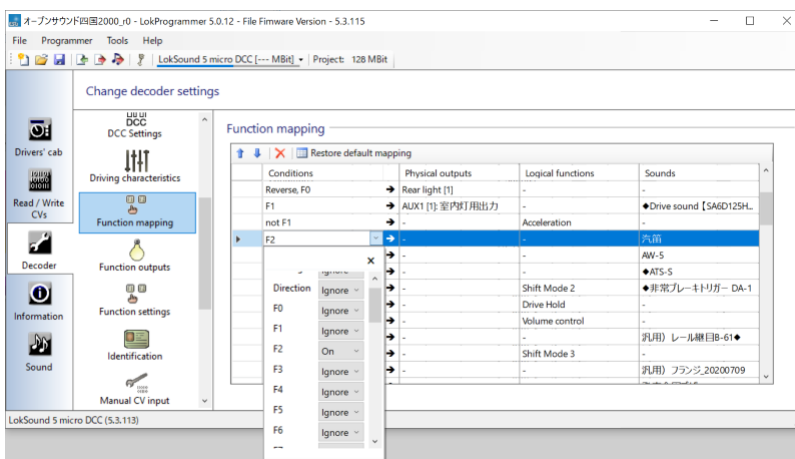 オープンサウンド四国2000_r0 - LokProgrammer 5.0.12 - File Fimware Version - 5.3.115
File Programmer Tools Help
LokSound 5 micro DCC [--- MBit] Project: 128 MBit
Change decoder settings
Drivers' cab
Read / Write CVs
Decoder
Information
Sound
DCC
DCC Settings
Driving characteristics
Function mapping
Function outputs
Function settings
Identification
Manual CV input
Function mapping
Restore default mapping
Conditions Physical outputs Logical functions Sounds
Reverse, F0 ➔ Rear light [1] - -
F1 ➔ AUX1 [1]: 室内灯用出力 - ◆Drive sound【SA6D125H...
not F1 ➔ - Acceleration -
F2 ➔ - - 汽笛
➔ - - AW-5
➔ - - ◆ATS-S
➔ - Shift Mode 2 ◆非常ブレーキトリガー DA-1
➔ - Drive Hold -
➔ - Volume control -
➔ - - 汎用）レール継目B-61◆
➔ - Shift Mode 3 -
➔ - - 汎用）フランジ_20200709
Direction Ignore
F0 Ignore
F1 Ignore
F2 On
F3 Ignore
F4 Ignore
F5 Ignore
F6 Ignore
LokSound 5 micro DCC (5.3.113)